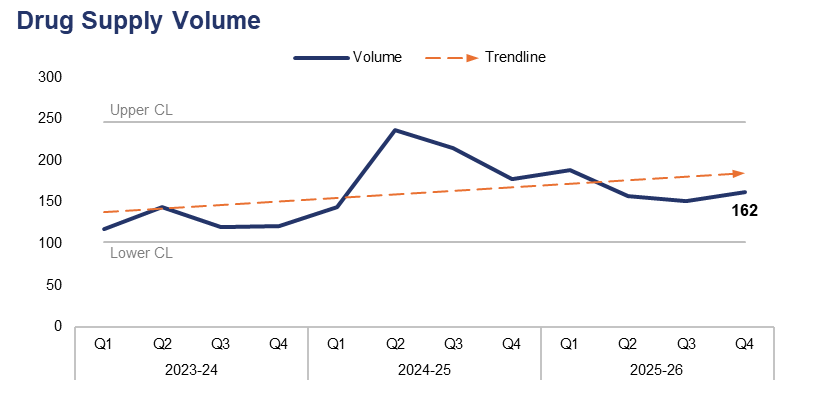 Drug Supply Volume
Volume Trendline
300
Upper CL
250
200
150
162
100
Lower CL
50
0
Q1 Q2 Q3 Q4 Q1 Q2 Q3 Q4 Q1 Q2 Q3 Q4
2023-24 2024-25 2025-26